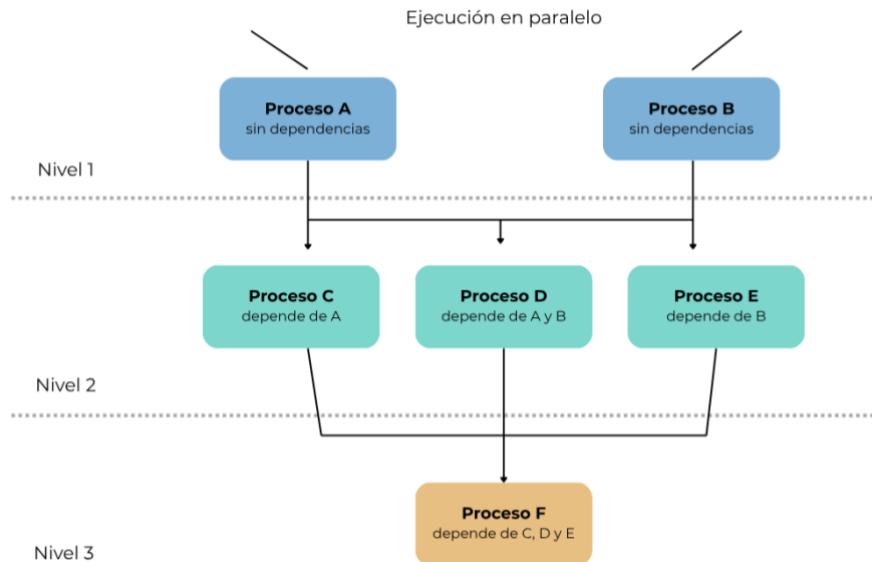 Ejecución en paralelo
Proceso A
sin dependencias
Proceso B
sin dependencias
Nivel 1
Proceso C
depende de A
Proceso D
depende de A y B
Proceso E
depende de B
Nivel 2
Proceso F
depende de C, D y E
Nivel 3